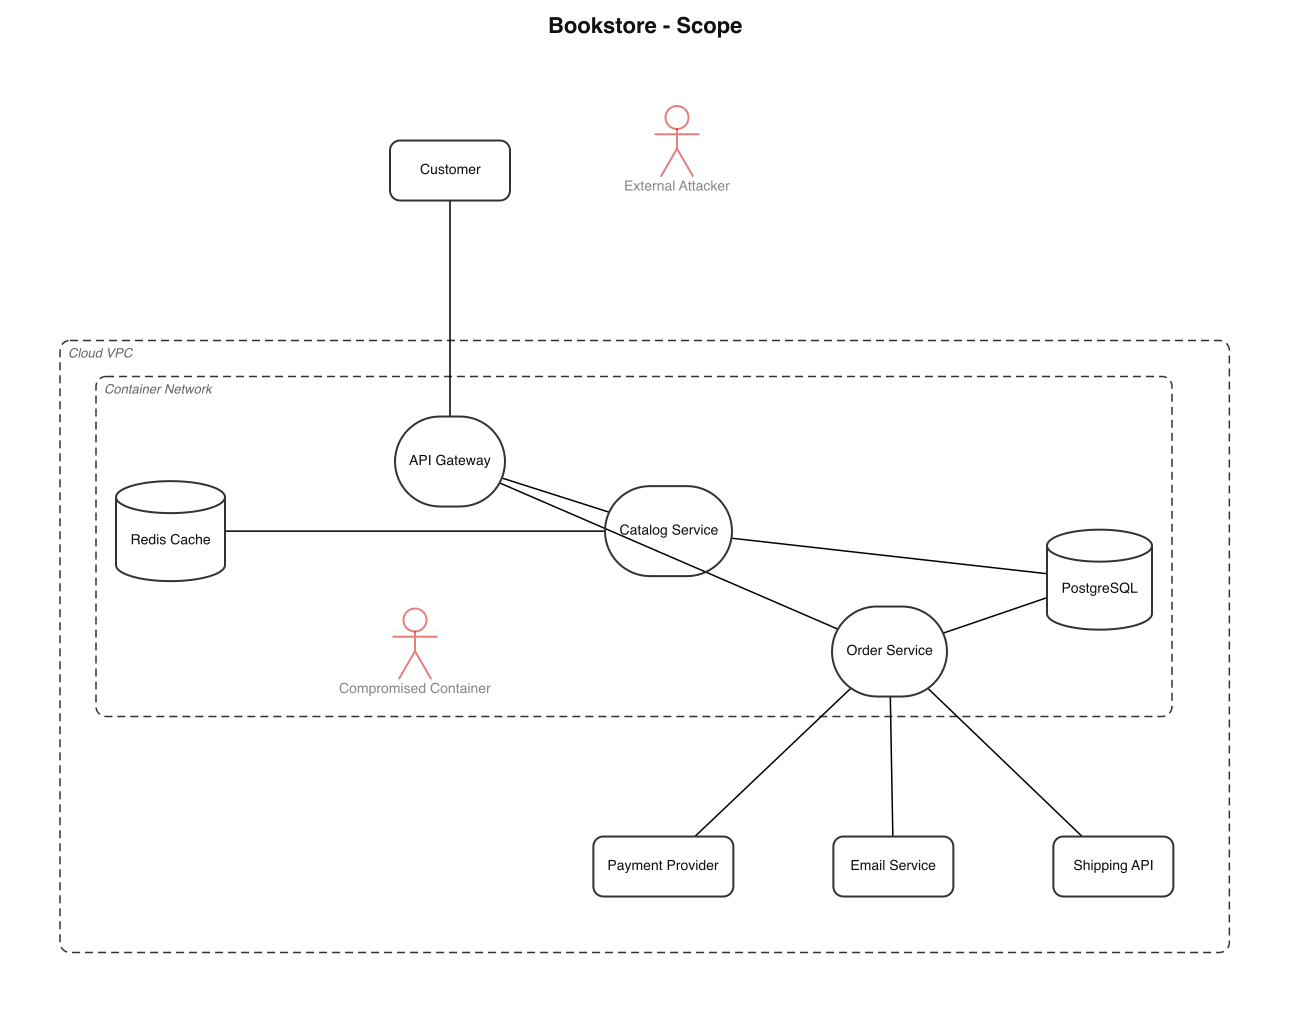 Bookstore - Scope
External Attacker
Customer
Cloud VPC
Container Network
API Gateway
Redis Cache
Catalog Service
PostgreSQL
Order Service
Compromised Container
Payment Provider
Email Service
Shipping API